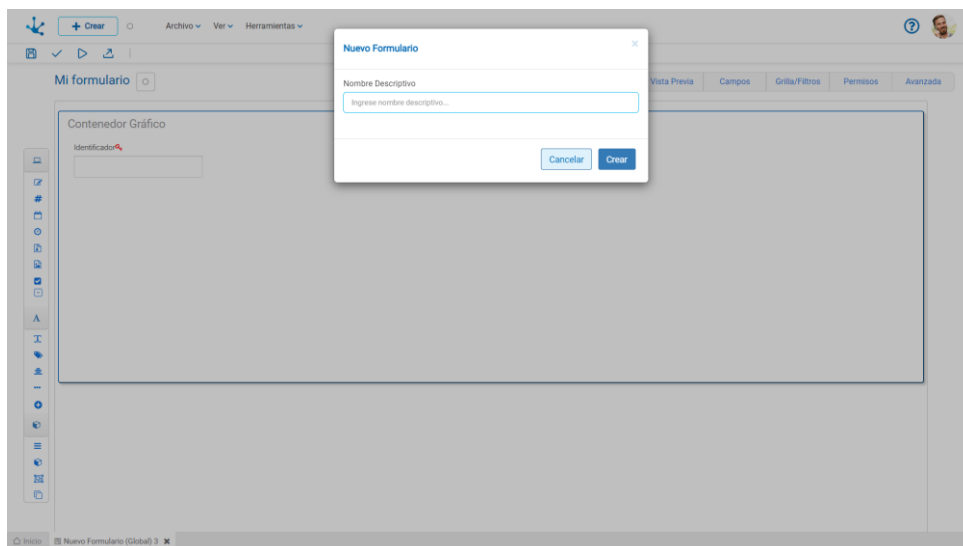 + Crear
Archivo
Ver
Herramientas
Nuevo Formulario
×
Nombre Descriptivo
Ingrese nombre descriptivo...
Cancelar
Crear
Mi formulario
Vista Previa
Campos
Grilla/Filtros
Permisos
Avanzada
Contenedor Gráfico
Identificador
Inicio
Nuevo Formulario (Global) 3